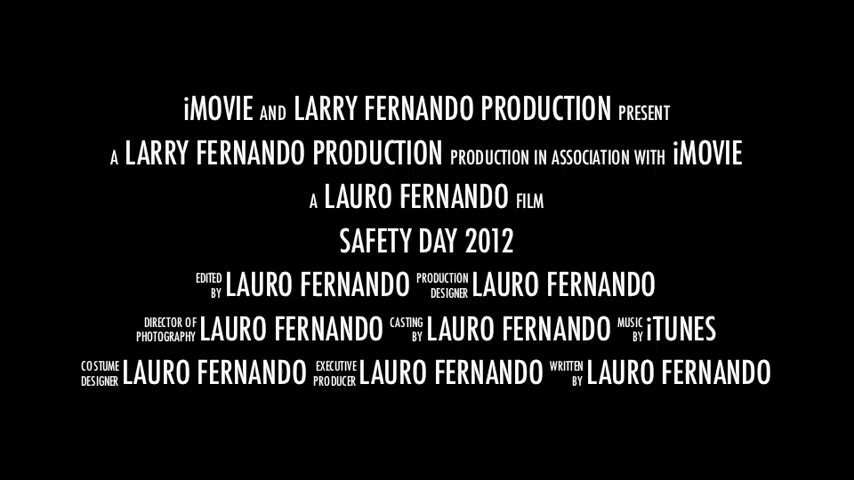 iMOVIE AND LARRY FERNANDO PRODUCTION PRESENT
A LARRY FERNANDO PRODUCTION PRODUCTION IN ASSOCIATION WITH iMOVIE
A LAURO FERNANDO FILM
SAFETY DAY 2012
EDITED BY LAURO FERNANDO PRODUCTION DESIGNER LAURO FERNANDO
DIRECTOR OF PHOTOGRAPHY LAURO FERNANDO CASTING BY LAURO FERNANDO MUSIC BY iTUNES
COSTUME DESIGNER LAURO FERNANDO EXECUTIVE PRODUCER LAURO FERNANDO WRITTEN BY LAURO FERNANDO